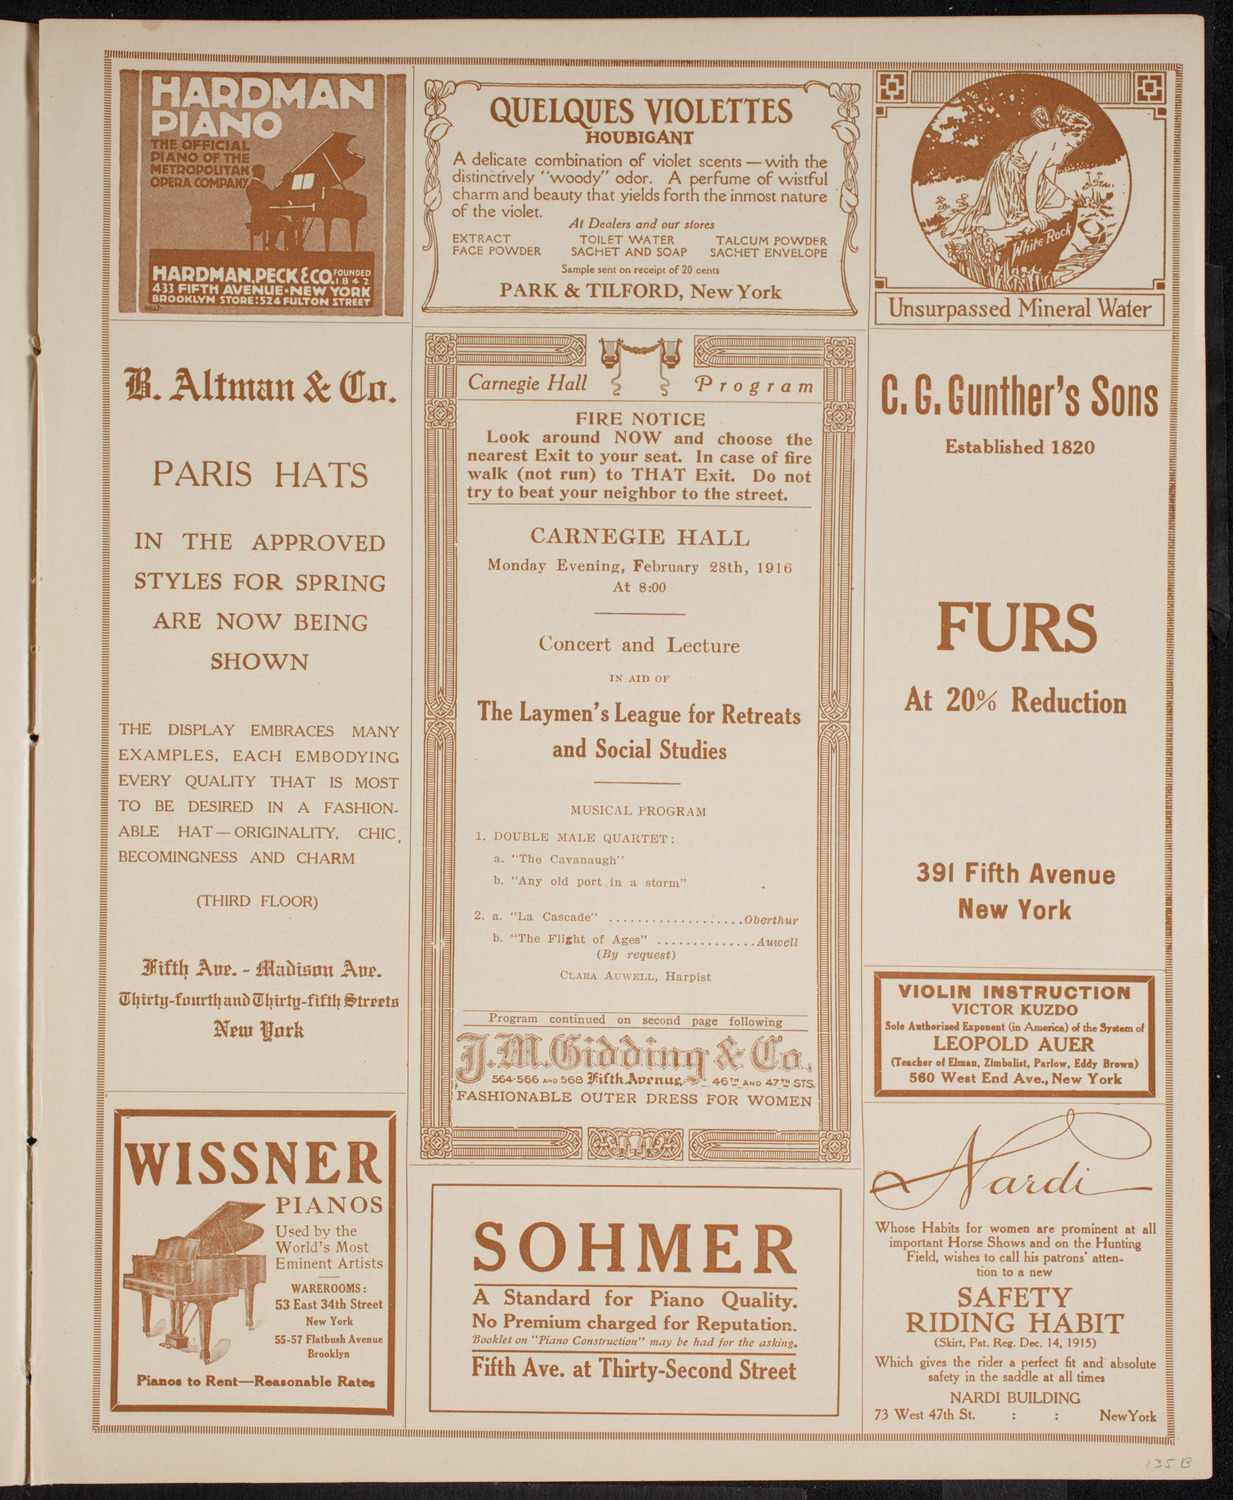 HARDMAN
PIANO
THE OFFICIAL
PIANO OF THE
METROPOLITAN
OPERA COMPANY
HARDMAN, PECK & CO. FOUNDED 1842
433 FIFTH AVENUE-NEW YORK
BROOKLYN STORE: 524 FULTON STREET
B. Altman & Co.
PARIS HATS
IN THE APPROVED
STYLES FOR SPRING
ARE NOW BEING
SHOWN
THE DISPLAY EMBRACES MANY
EXAMPLES, EACH EMBODYING
EVERY QUALITY THAT IS MOST
TO BE DESIRED IN A FASHION-
ABLE HAT—ORIGINALITY, CHIC,
BECOMINGNESS AND CHARM
(THIRD FLOOR)
Fifth Ave. - Madison Ave.
Thirty-fourth and Thirty-fifth Streets
New York
WISSNER
PIANOS
Used by the
World's Most
Eminent Artists
WAREROOMS:
53 East 34th Street
New York
55-57 Flatbush Avenue
Brooklyn
Pianos to Rent—Reasonable Rates
QUELQUES VIOLETTES
HOUBIGANT
A delicate combination of violet scents — with the
distinctively "woody" odor. A perfume of wistful
charm and beauty that yields forth the inmost nature
of the violet.
At Dealers and our stores
EXTRACT TOILET WATER TALCUM POWDER
FACE POWDER SACHET AND SOAP SACHET ENVELOPE
Sample sent on receipt of 20 cents
PARK & TILFORD, New York
Carnegie Hall Program
FIRE NOTICE
Look around NOW and choose the
nearest Exit to your seat. In case of fire
walk (not run) to THAT Exit. Do not
try to beat your neighbor to the street.
CARNEGIE HALL
Monday Evening, February 28th, 1916
At 8:00
Concert and Lecture
IN AID OF
The Laymen's League for Retreats
and Social Studies
MUSICAL PROGRAM
1. DOUBLE MALE QUARTET:
a. "The Cavanaugh"
b. "Any old port in a storm"
2. a. "La Cascade" ...................Oberthur
b. "The Flight of Ages" ..............Auwell
(By request)
CLARA AUWELL, Harpist
Program continued on second page following
J. M. Gidding & Co.
564-566 AND 568 Fifth Avenue 46TH AND 47TH STS.
FASHIONABLE OUTER DRESS FOR WOMEN
SOHMER
A Standard for Piano Quality.
No Premium charged for Reputation.
Booklet on "Piano Construction" may be had for the asking.
Fifth Ave. at Thirty-Second Street
White Rock
Unsurpassed Mineral Water
C. G. Gunther's Sons
Established 1820
FURS
At 20% Reduction
391 Fifth Avenue
New York
VIOLIN INSTRUCTION
VICTOR KUZDO
Sole Authorized Exponent (in America) of the System of
LEOPOLD AUER
(Teacher of Elman, Zimbalist, Parlow, Eddy Brown)
560 West End Ave., New York
Nardi
Whose Habits for women are prominent at all
important Horse Shows and on the Hunting
Field, wishes to call his patrons' atten-
tion to a new
SAFETY
RIDING HABIT
(Skirt, Pat. Reg. Dec. 14, 1915)
Which gives the rider a perfect fit and absolute
safety in the saddle at all times
NARDI BUILDING
73 West 47th St. : : New York
135 B